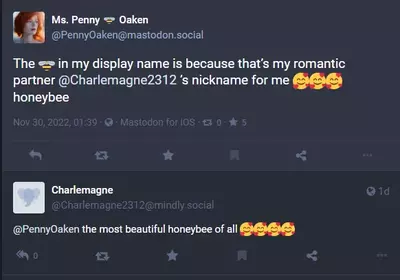 Ms. Penny 🐝 Oaken
@PennyOaken@mastodon.social
The 🐝 in my display name is because that's my romantic
partner @Charlemagne2312 's nickname for me 🥰🥰🥰
honeybee
Nov 30, 2022, 01:39 · · Mastodon for iOS · 0 · 5
Charlemagne
1d
@Charlemagne2312@mindly.social
@PennyOaken the most beautiful honeybee of all 🥰🥰🥰🥰
0